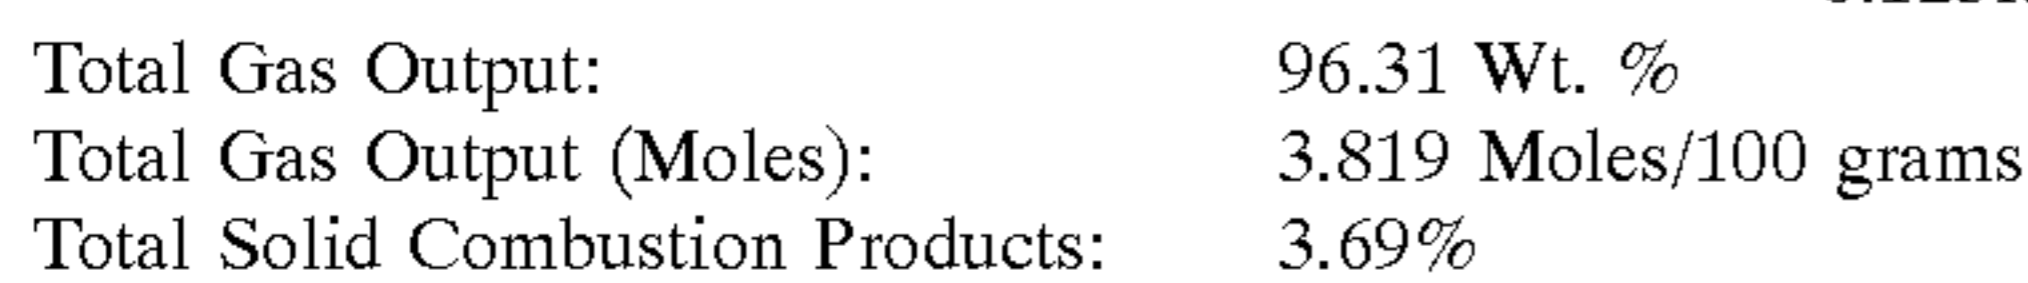 Total Gas Output: 96.31 Wt. %
Total Gas Output (Moles): 3.819 Moles/100 grams
Total Solid Combustion Products: 3.69%